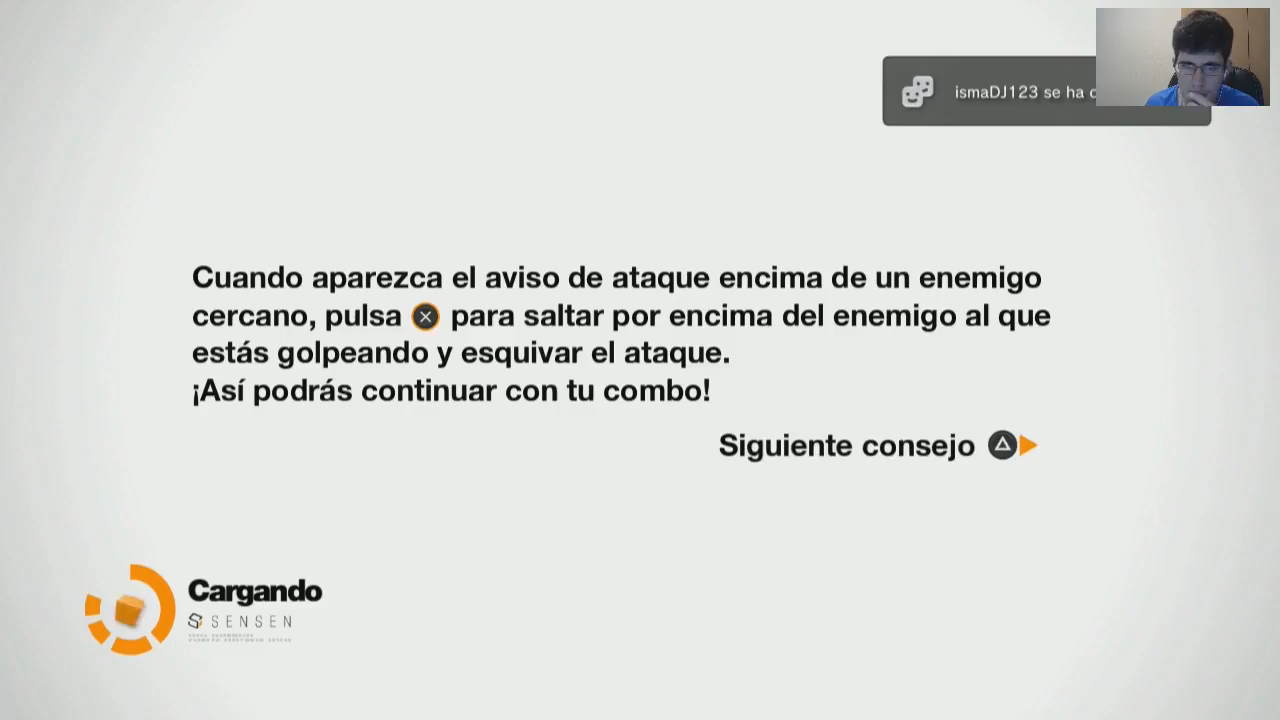 ismaDJ123 se ha
Cuando aparezca el aviso de ataque encima de un enemigo
cercano, pulsa para saltar por encima del enemigo al que
estás golpeando y esquivar el ataque.
¡Así podrás continuar con tu combo!
Siguiente consejo
Cargando
SENSEN